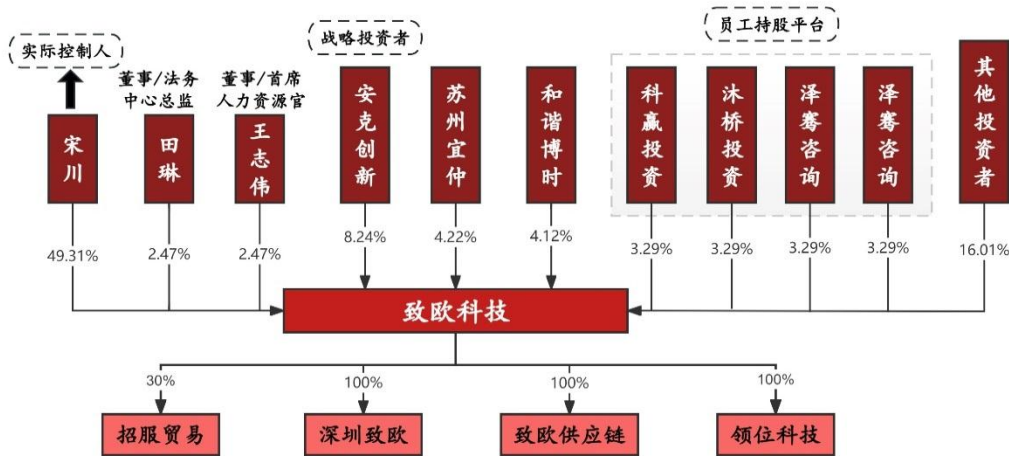 实际控制人
战略投资者
员工持股平台
董事/法务
中心总监
董事/首席
人力资源官
宋川
田琳
王志伟
安克创新
苏州宜仲
和谐博时
科赢投资
沐桥投资
泽骞咨询
泽骞咨询
其他投资者
49.31%
2.47%
2.47%
8.24%
4.22%
4.12%
3.29%
3.29%
3.29%
3.29%
16.01%
致欧科技
30%
100%
100%
100%
招服贸易
深圳致欧
致欧供应链
领位科技